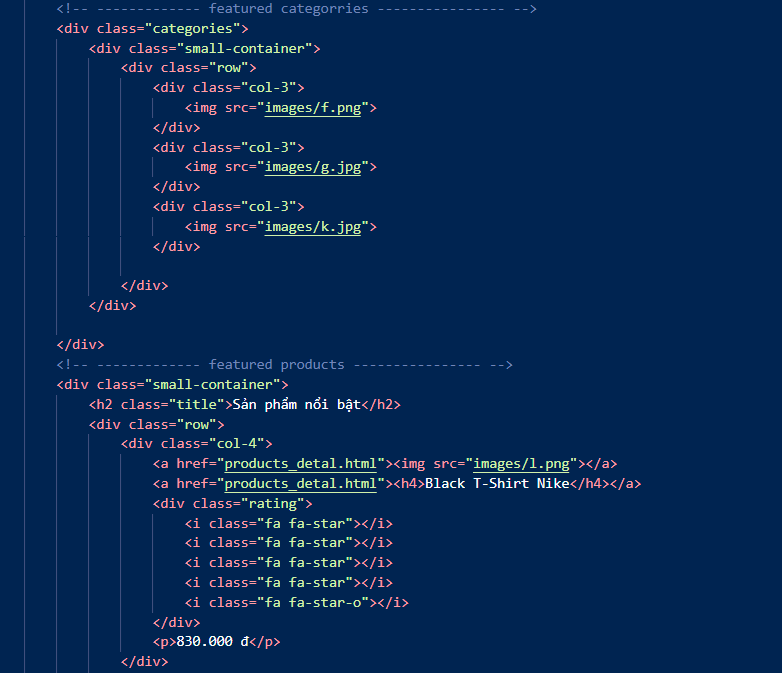 <!-- ------------- featured categorries ---------------- -->
<div class="categories">
<div class="small-container">
<div class="row">
<div class="col-3">
<img src="images/f.png">
</div>
<div class="col-3">
<img src="images/g.jpg">
</div>
<div class="col-3">
<img src="images/k.jpg">
</div>
</div>
</div>
</div>
<!-- ------------- featured products ---------------- -->
<div class="small-container">
<h2 class="title">Sản phẩm nổi bật</h2>
<div class="row">
<div class="col-4">
<a href="products_detal.html"><img src="images/l.png"></a>
<a href="products_detal.html"><h4>Black T-Shirt Nike</h4></a>
<div class="rating">
<i class="fa fa-star"></i>
<i class="fa fa-star"></i>
<i class="fa fa-star"></i>
<i class="fa fa-star"></i>
<i class="fa fa-star-o"></i>
</div>
<p>830.000 đ</p>
</div>